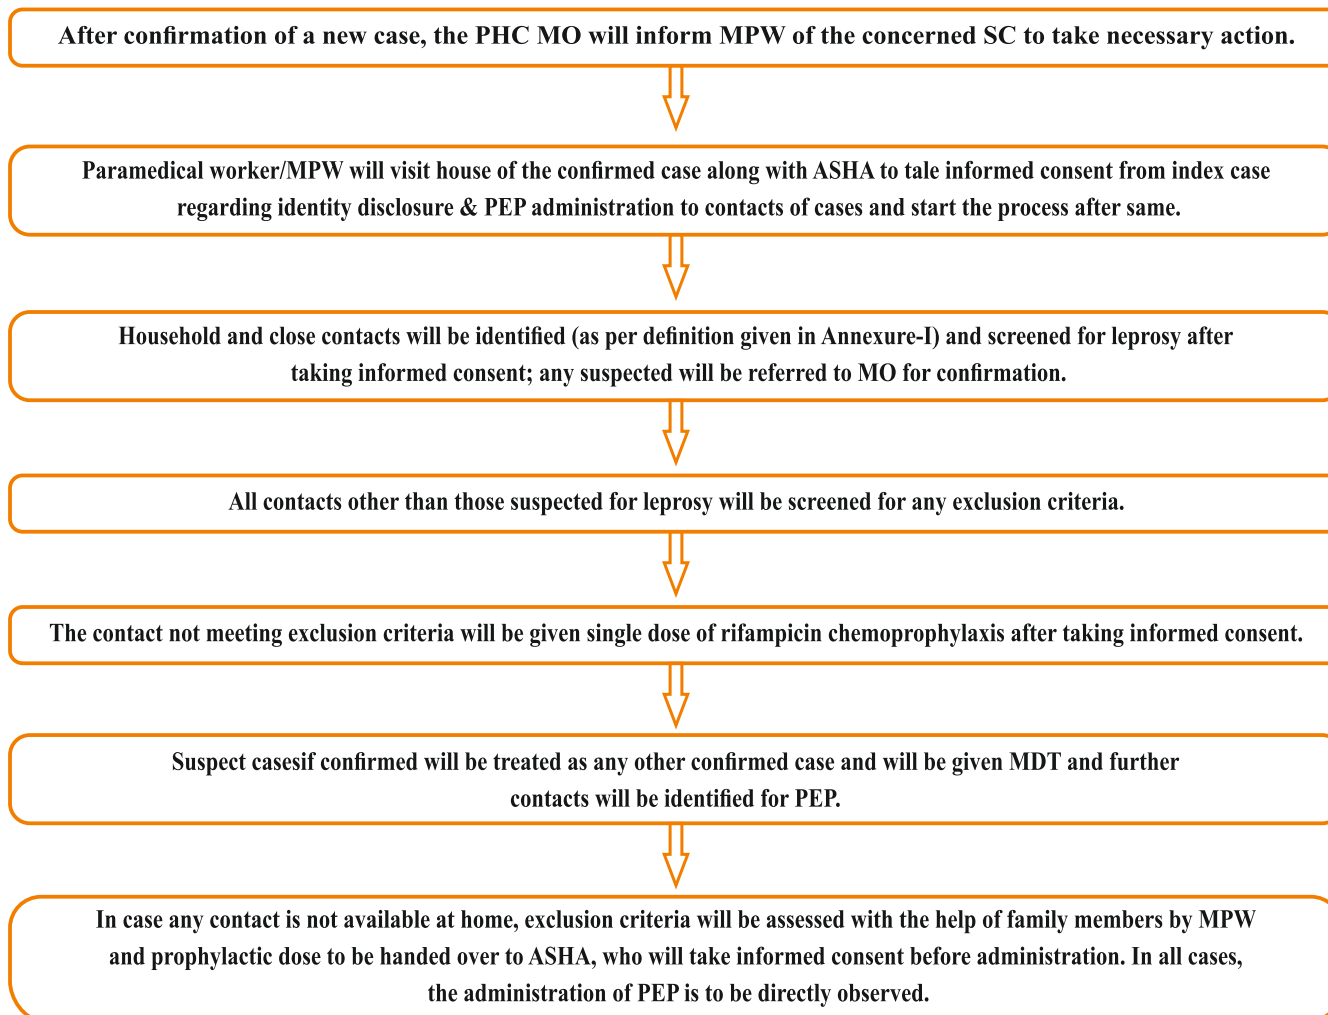 After confirmation of a new case, the PHC MO will inform MPW of the concerned SC to take necessary action.
Paramedical worker/MPW will visit house of the confirmed case along with ASHA to tale informed consent from index case
regarding identity disclosure & PEP administration to contacts of cases and start the process after same.
Household and close contacts will be identified (as per definition given in Annexure-I) and screened for leprosy after
taking informed consent; any suspected will be referred to MO for confirmation.
All contacts other than those suspected for leprosy will be screened for any exclusion criteria.
The contact not meeting exclusion criteria will be given single dose of rifampicin chemoprophylaxis after taking informed consent.
Suspect casesif confirmed will be treated as any other confirmed case and will be given MDT and further
contacts will be identified for PEP.
In case any contact is not available at home, exclusion criteria will be assessed with the help of family members by MPW
and prophylactic dose to be handed over to ASHA, who will take informed consent before administration. In all cases,
the administration of PEP is to be directly observed.